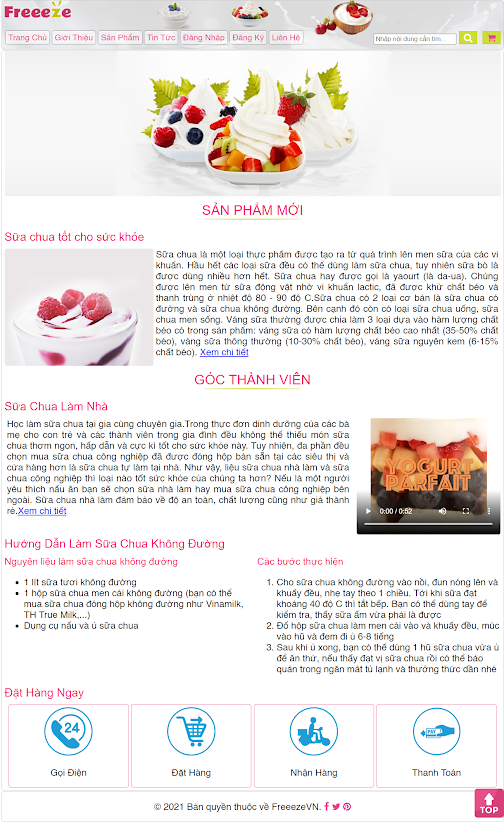 Freeeze
Trang Chủ
Giới Thiệu
Sản Phẩm
Tin Tức
Đăng Nhập
Đăng Ký
Liên Hệ
Nhập nội dung cần tìm...
SẢN PHẨM MỚI
Sữa chua tốt cho sức khỏe
Sữa chua là một loại thực phẩm được tạo ra từ quá trình lên men sữa của các vi
khuẩn. Hầu hết các loại sữa đều có thể dùng làm sữa chua, tuy nhiên sữa bò là
được dùng nhiều hơn hết. Sữa chua hay được gọi là yaourt (là da-ua). Chúng
được lên men từ sữa động vật nhờ vi khuẩn lactic, đã được khử chất béo và
thanh trùng ở nhiệt độ 80 - 90 độ C.Sữa chua có 2 loại cơ bản là sữa chua có
đường và sữa chua không đường. Bên cạnh đó còn có loại sữa chua uống, sữa
chua men sống. Váng sữa thường được chia làm 3 loại dựa vào hàm lượng chất
béo có trong sản phẩm: váng sữa có hàm lượng chất béo cao nhất (35-50% chất
béo), váng sữa thông thường (10-30% chất béo), váng sữa nguyên kem (6-15%
chất béo). Xem chi tiết
GÓC THÀNH VIÊN
Sữa Chua Làm Nhà
Học làm sữa chua tại gia cùng chuyên gia.Trong thực đơn dinh dưỡng của các bà
mẹ cho con trẻ và các thành viên trong gia đình đều không thể thiếu món sữa
chua thơm ngon, hấp dẫn và cực kì tốt cho sức khỏe này. Tuy nhiên, đa phần đều
chọn mua sữa chua công nghiệp đã được đóng hộp bán sẵn tại các siêu thị và
cửa hàng hơn là sữa chua tự làm tại nhà. Như vậy, liệu sữa chua nhà làm và sữa
chua công nghiệp thì loại nào tốt sức khỏe của chúng ta hơn? Nếu là một người
yêu thích nấu ăn bạn sẽ chọn sữa nhà làm hay mua sữa chua công nghiệp bên
ngoài. Sữa chua nhà làm đảm bảo về độ an toàn, chất lượng cũng như giá thành
rẻ.Xem chi tiết
YOGURT
PARFAIT
0:00 / 0:52
Hướng Dẫn Làm Sữa Chua Không Đường
Nguyên liệu làm sữa chua không đường
1 lít sữa tươi không đường
1 hộp sữa chua men cái không đường (bạn có thể
mua sữa chua đóng hộp không đường như Vinamilk,
TH True Milk,...)
Dụng cụ nấu và ủ sữa chua
Các bước thực hiện
1. Cho sữa chua không đường vào nồi, đun nóng lên và
khuấy đều, nhẹ tay theo 1 chiều. Tới khi sữa đạt
khoảng 40 độ C thì tắt bếp. Bạn có thể dùng tay để
kiểm tra, thấy sữa ấm vừa phải là được
2. Đổ hộp sữa chua làm men cái vào và khuấy đều, múc
vào hũ và đem đi ủ 6-8 tiếng
3. Sau khi ủ xong, bạn có thể dùng 1 hũ sữa chua vừa ủ
để ăn thử, nếu thấy đạt vị sữa chua rồi có thể bảo
quản trong ngăn mát tủ lạnh và thưởng thức dần nhé
Đặt Hàng Ngay
24
Gọi Điện
Đặt Hàng
Nhận Hàng
PAY
Thanh Toán
© 2021 Bản quyền thuộc về FreeezeVN.
TOP